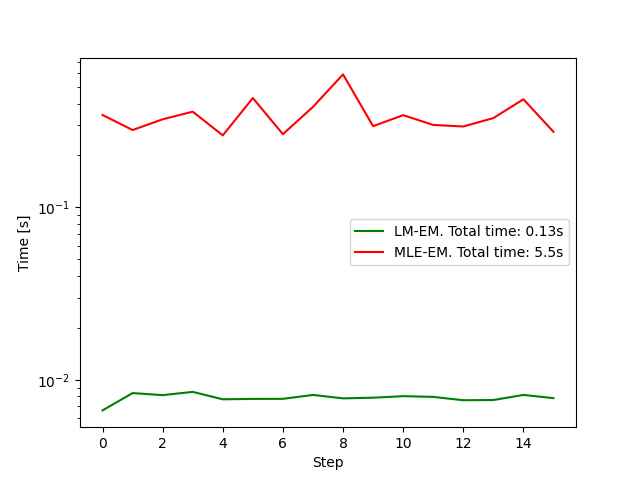 Time [s]
10⁻¹
10⁻²
LM-EM. Total time: 0.13s
MLE-EM. Total time: 5.5s
0 2 4 6 8 10 12 14
Step